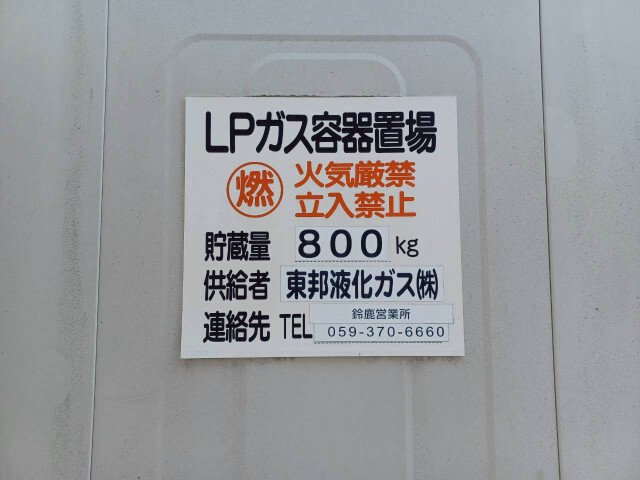 LPガス容器置場
燃 火気厳禁
立入禁止
貯蔵量 800 kg
供給者 東邦液化ガス㈱
鈴鹿営業所
連絡先 TEL 059-370-6660